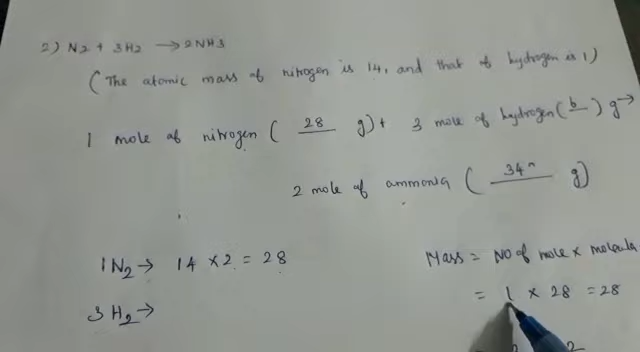 2) N2 + 3H2 → 2NH3
(The atomic mass of nitrogen is 14, and that of hydrogen is 1)
1 mole of nitrogen ( 28 g) + 3 mole of hydrogen ( 6 ) g →
2 mole of ammonia ( 34 g)
1N2 → 14 × 2 = 28
Mass = No of mole ×
= 1 × 28 = 28
3H2 →
2